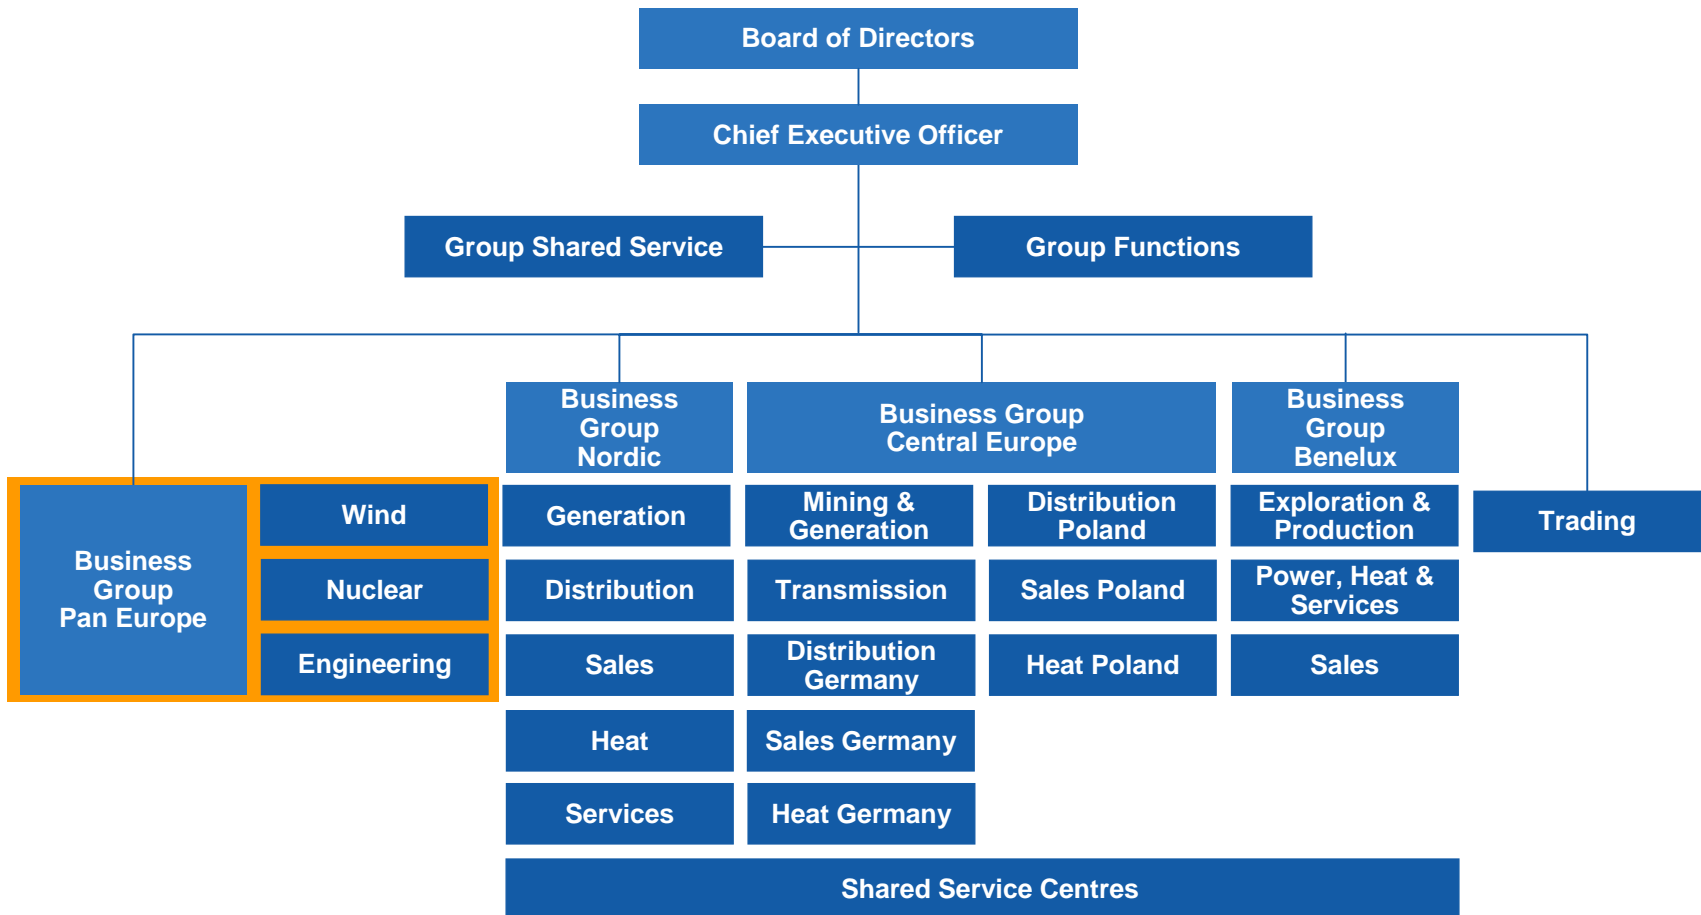 Board of Directors
Chief Executive Officer
Group Shared Service
Group Functions
Business
Group
Nordic
Business Group
Central Europe
Business
Group
Benelux
Business
Group
Pan Europe
Wind
Nuclear
Engineering
Generation
Distribution
Sales
Heat
Services
Mining &
Generation
Transmission
Distribution
Germany
Sales Germany
Heat Germany
Distribution
Poland
Sales Poland
Heat Poland
Exploration &
Production
Power, Heat &
Services
Sales
Trading
Shared Service Centres